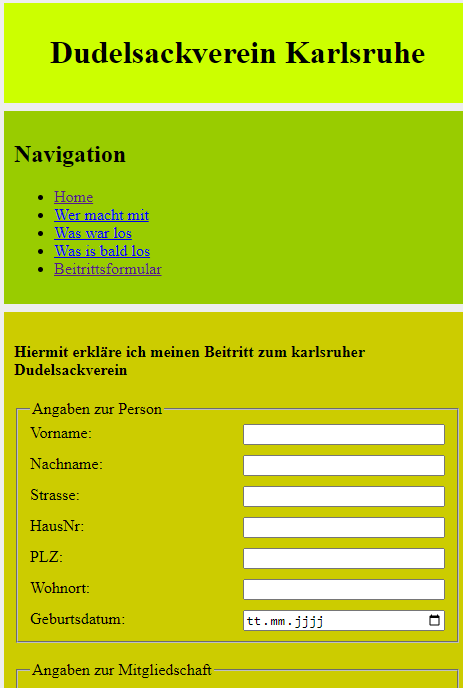 Dudelsackverein Karlsruhe
Navigation
Home
Wer macht mit
Was war los
Was is bald los
Beitrittsformular
Hiermit erkläre ich meinen Beitritt zum karlsruher
Dudelsackverein
Angaben zur Person
Vorname:
Nachname:
Strasse:
HausNr:
PLZ:
Wohnort:
Geburtsdatum: tt.mm.jjjj
Angaben zur Mitgliedschaft